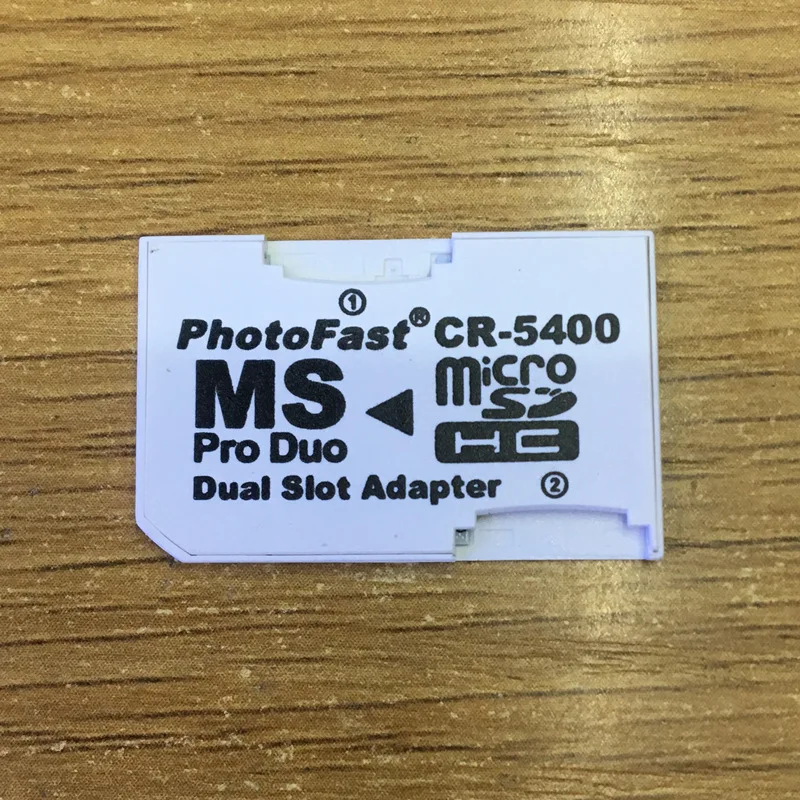 ①
PhotoFast® CR-5400
MS
Pro Duo
micro
SD
HC
Dual Slot Adapter ②